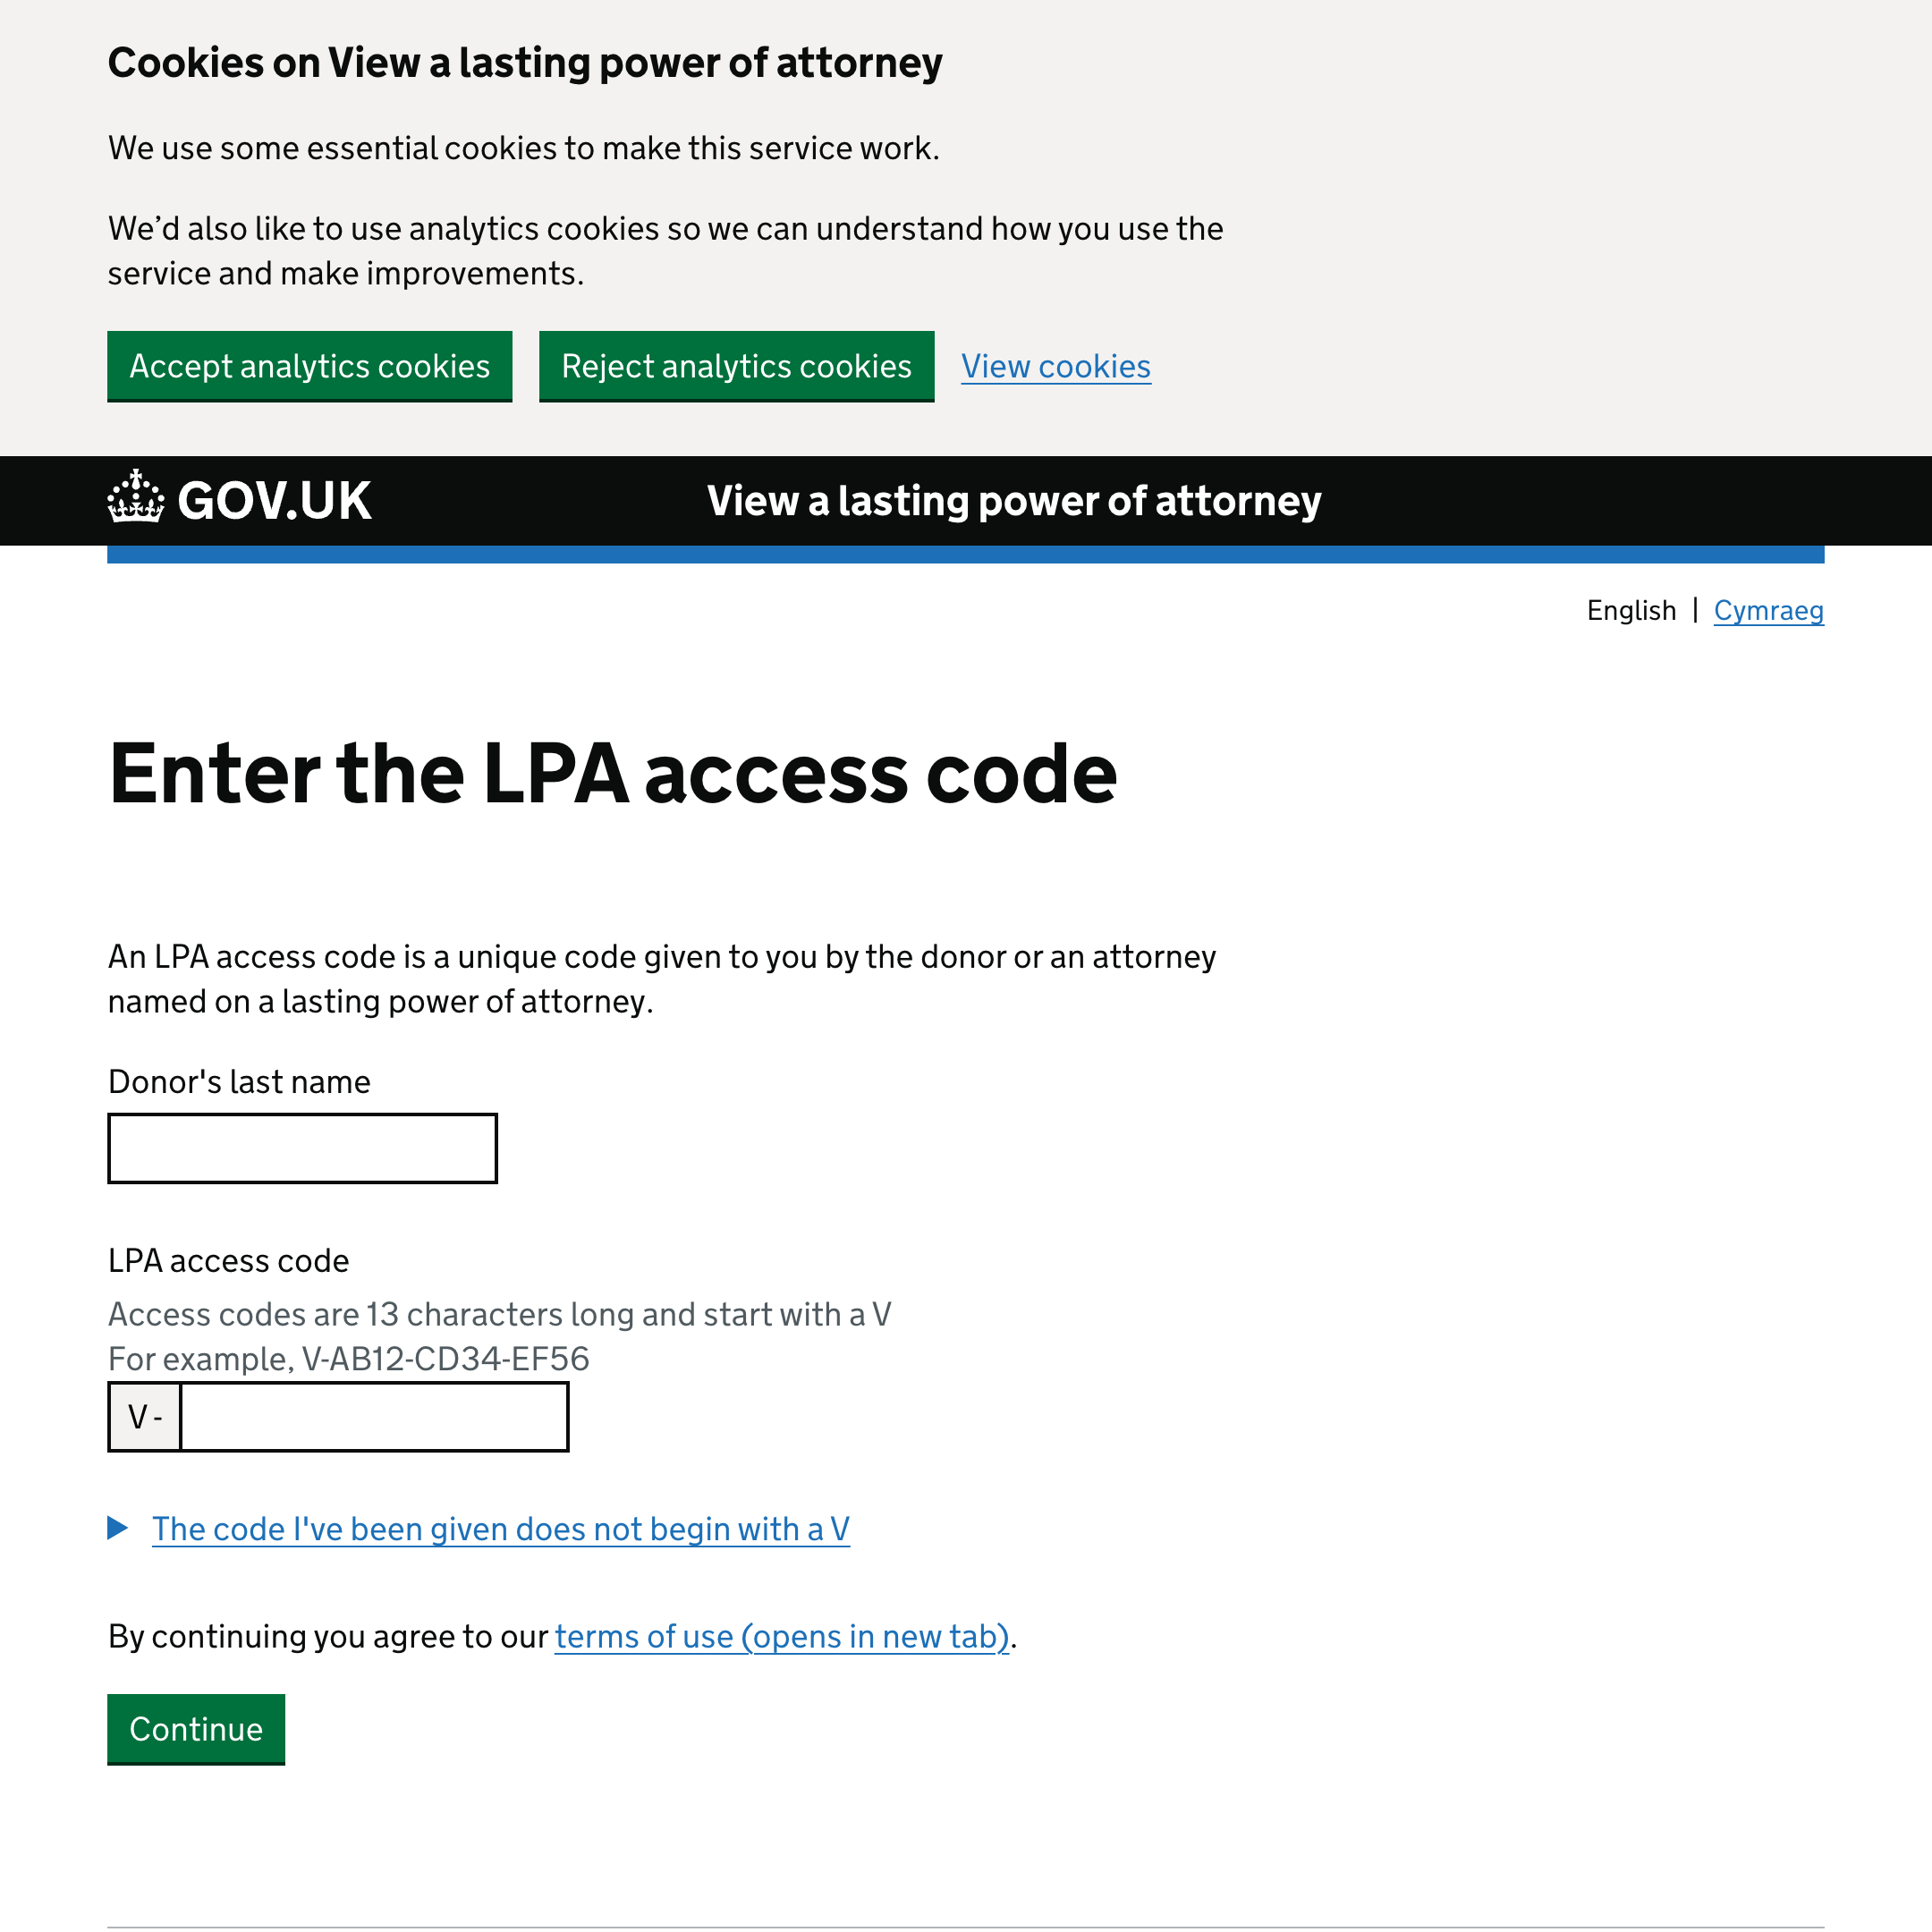 Cookies on View a lasting power of attorney
We use some essential cookies to make this service work.
We’d also like to use analytics cookies so we can understand how you use the
service and make improvements.
Accept analytics cookies Reject analytics cookies View cookies
GOV.UK View a lasting power of attorney
English | Cymraeg
Enter the LPA access code
An LPA access code is a unique code given to you by the donor or an attorney
named on a lasting power of attorney.
Donor's last name
LPA access code
Access codes are 13 characters long and start with a V
For example, V-AB12-CD34-EF56
V -
The code I've been given does not begin with a V
By continuing you agree to our terms of use (opens in new tab).
Continue